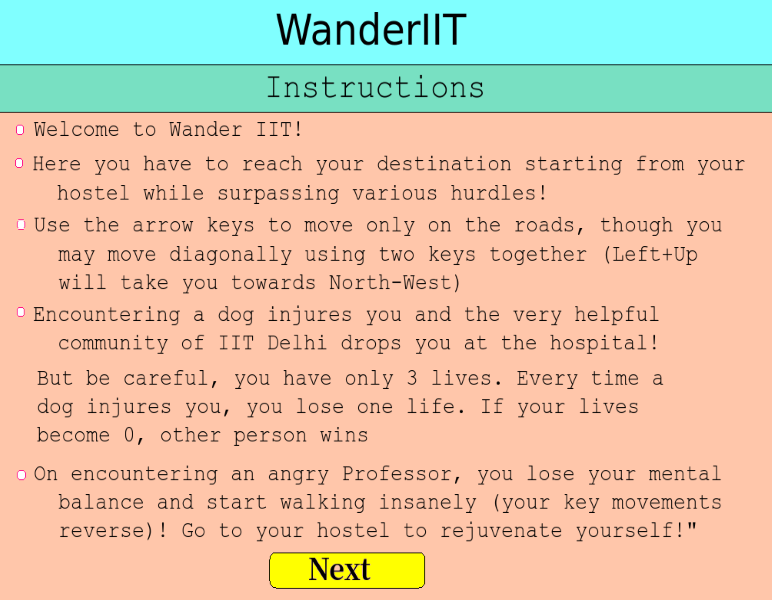 WanderIIT
Instructions
Welcome to Wander IIT!
Here you have to reach your destination starting from your
hostel while surpassing various hurdles!
Use the arrow keys to move only on the roads, though you
may move diagonally using two keys together (Left+Up
will take you towards North-West)
Encountering a dog injures you and the very helpful
community of IIT Delhi drops you at the hospital!
But be careful, you have only 3 lives. Every time a
dog injures you, you lose one life. If your lives
become 0, other person wins
On encountering an angry Professor, you lose your mental
balance and start walking insanely (your key movements
reverse)! Go to your hostel to rejuvenate yourself!"
Next